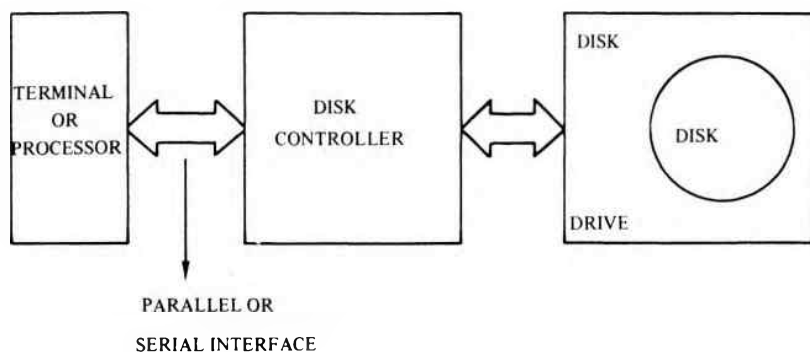 TERMINAL
OR
PROCESSOR
DISK
CONTROLLER
DISK
DISK
DRIVE
PARALLEL OR
SERIAL INTERFACE